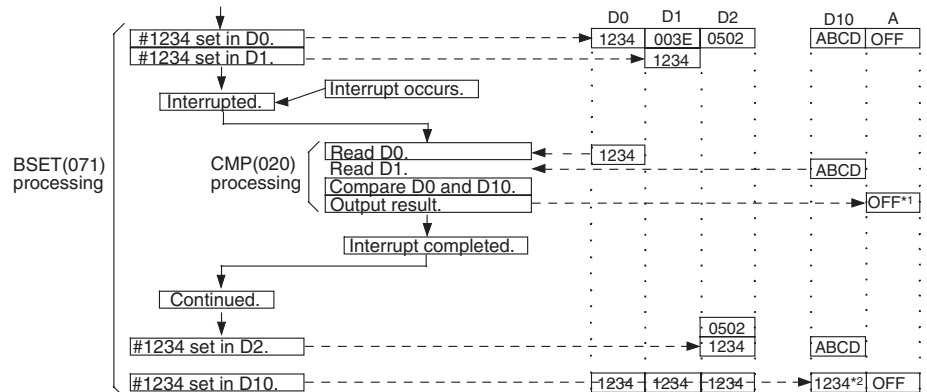 D0 D1 D2 D10 A
#1234 set in D0. 1234 003E 0502 ABCD OFF
#1234 set in D1. 1234
Interrupt occurs.
Interrupted.
BSET(071)
processing
CMP(020)
processing
Read D0. 1234
Read D1. ABCD
Compare D0 and D10.
Output result. OFF*1
Interrupt completed.
Continued.
0502
#1234 set in D2. 1234 ABCD
#1234 set in D10. 1234 1234 1234 1234*2 OFF